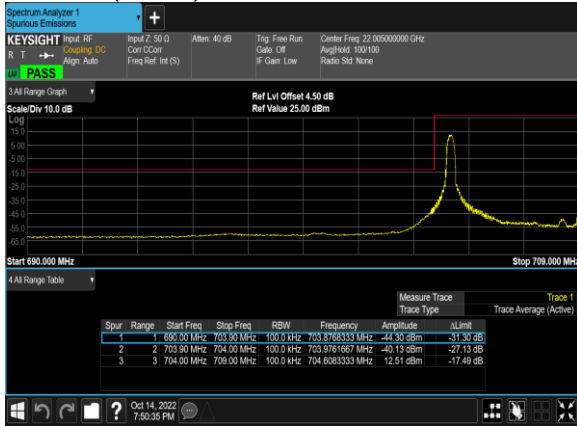 Spectrum Analyzer 1
Spurious Emissions
KEYSIGHT Input: RF Input Z: 50 Ω Atten: 40 dB Trig: Free Run Center Freq: 22.005000000 GHz
R T Coupling: DC Corr CCorr Gate: Off Avg|Hold: 100/100
Align: Auto Freq Ref: Int (S) IF Gain: Low Radio Std: None
PASS
3 All Range Graph
Ref Lvl Offset 4.50 dB
Scale/Div 10.0 dB Ref Value 25.00 dBm
Log
15.0
5.00
-5.00
-15.0
-25.0
-35.0
-45.0
-55.0
-65.0
Start 690.000 MHz Stop 709.000 MHz
4 All Range Table
Measure Trace Trace 1
Trace Type Trace Average (Active)
Spur Range Start Freq Stop Freq RBW Frequency Amplitude ΔLimit
1 1 690.00 MHz 703.90 MHz 100.0 kHz 703.8768333 MHz -44.30 dBm -31.30 dB
2 2 703.90 MHz 704.00 MHz 100.0 kHz 703.9761667 MHz -40.13 dBm -27.13 dB
3 3 704.00 MHz 709.00 MHz 100.0 kHz 704.6083333 MHz 12.51 dBm -17.49 dB
? Oct 14, 2022
7:50:35 PM